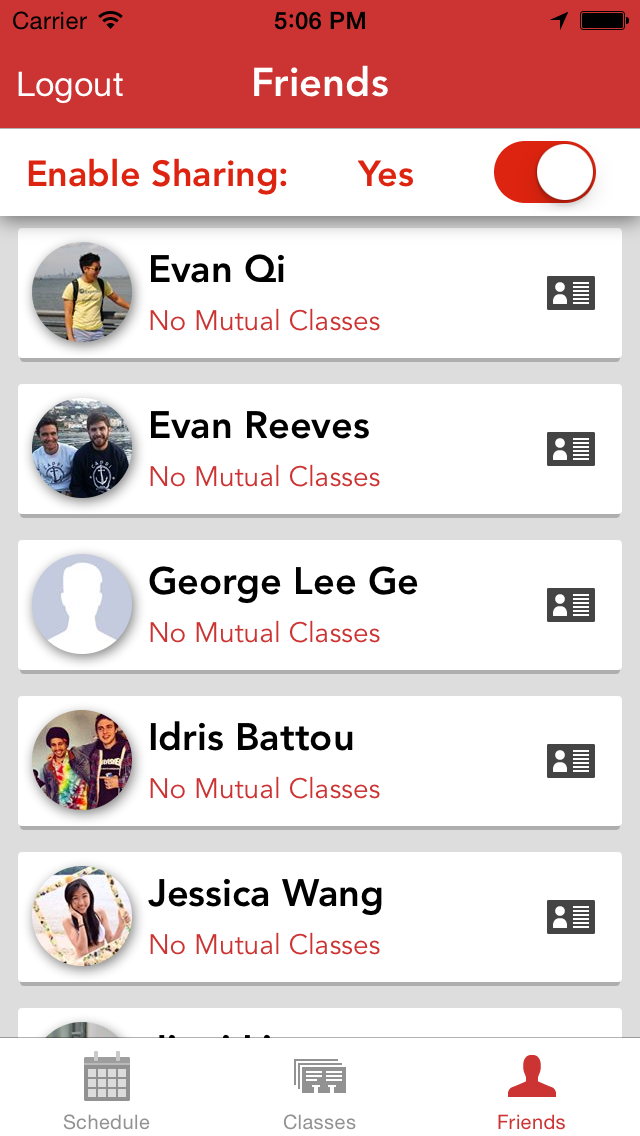 Carrier 5:06 PM
Logout Friends
Enable Sharing: Yes
Evan Qi
No Mutual Classes
Evan Reeves
No Mutual Classes
George Lee Ge
No Mutual Classes
Idris Battou
No Mutual Classes
Jessica Wang
No Mutual Classes
Schedule Classes Friends